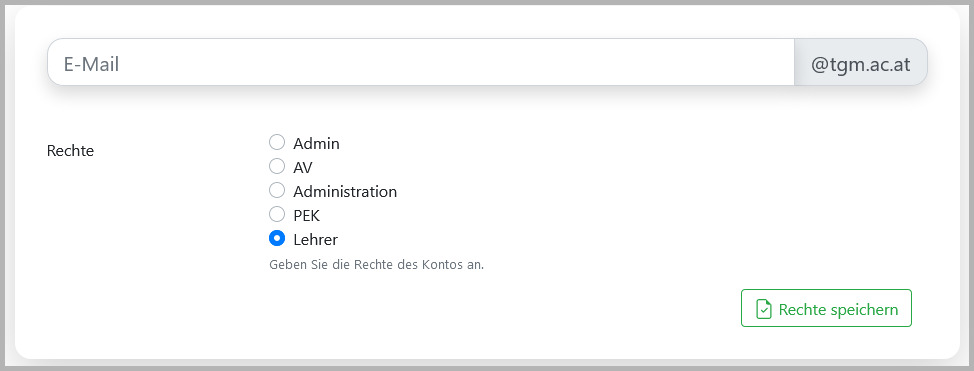 E-Mail @tgm.ac.at
Rechte
Admin
AV
Administration
PEK
Lehrer
Geben Sie die Rechte des Kontos an.
Rechte speichern